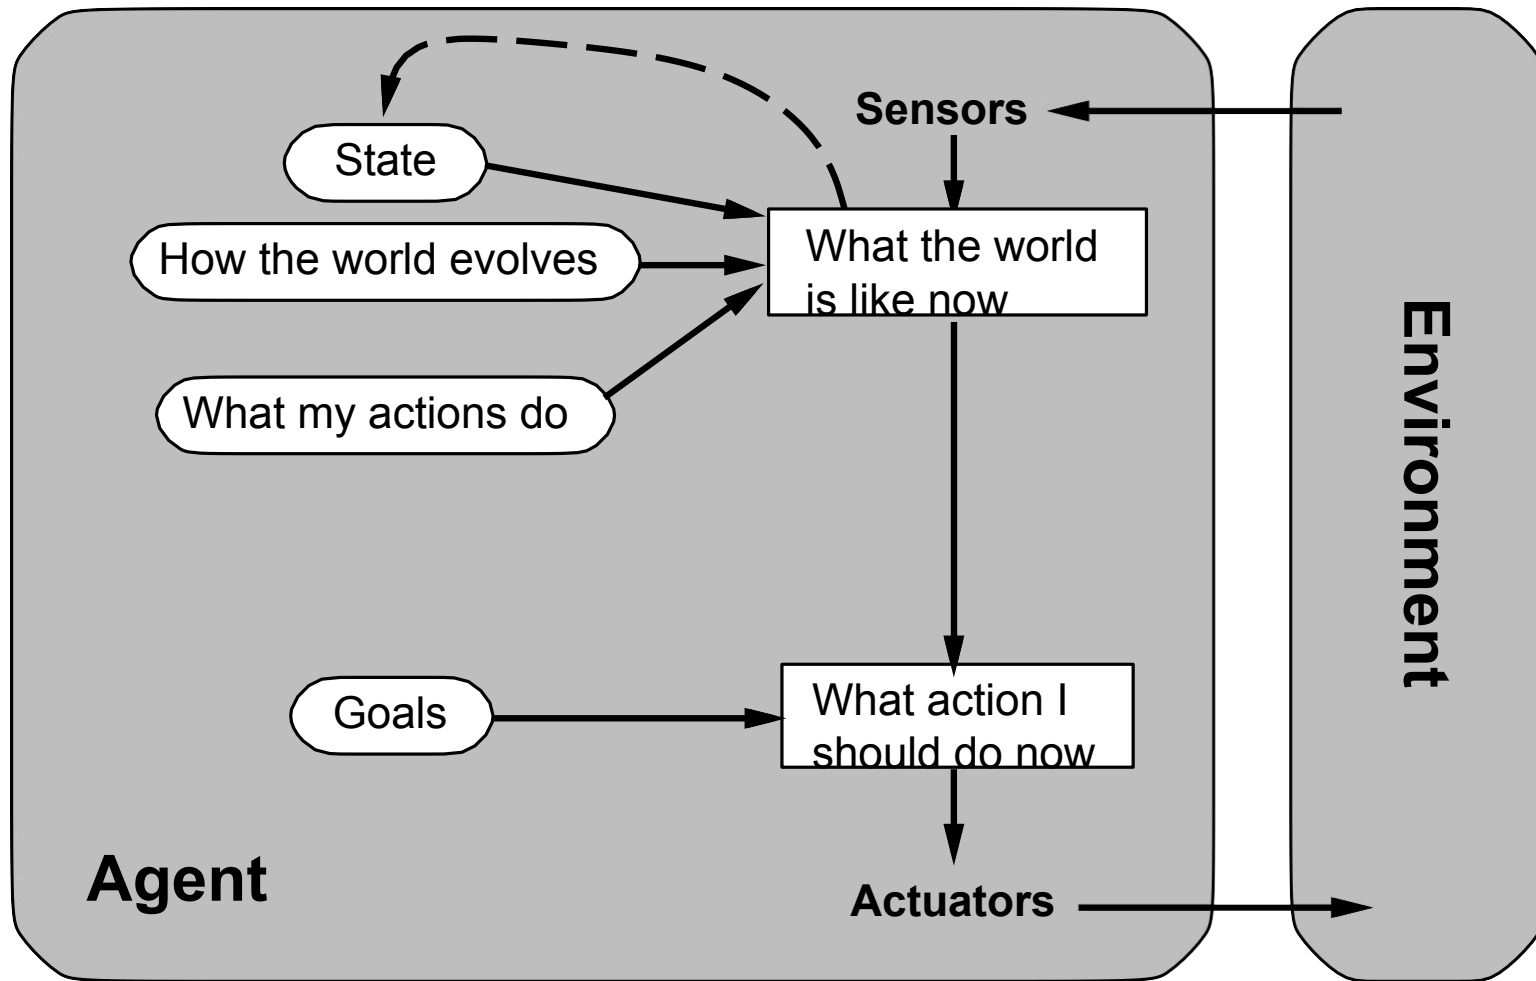 Sensors
State
What the world
is like now
How the world evolves
What my actions do
Environment
Goals
What action I
should do now
Agent
Actuators